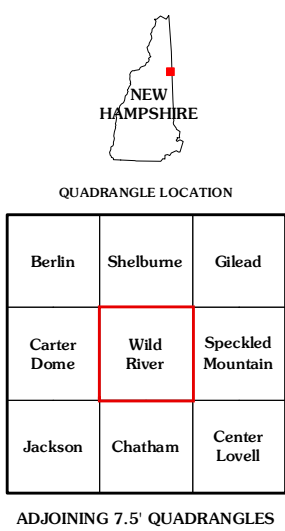 NEW
HAMPSHIRE
QUADRANGLE LOCATION
Berlin
Shelburne
Gilead
Carter
Dome
Wild
River
Speckled
Mountain
Jackson
Chatham
Center
Lovell
ADJOINING 7.5' QUADRANGLES